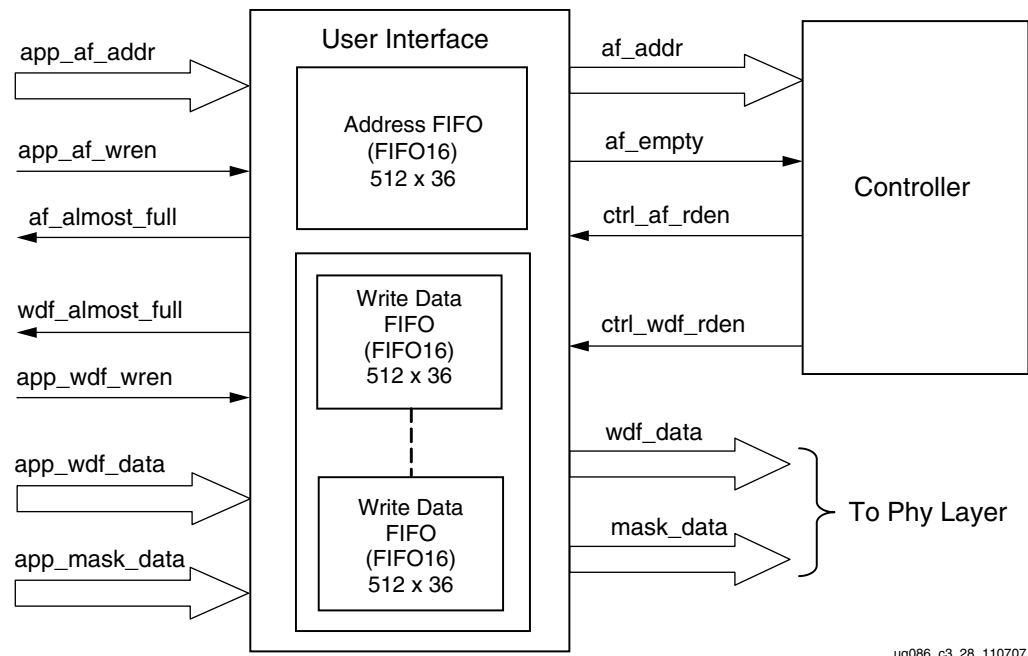 User Interface
app_af_addr
app_af_wren
af_almost_full
wdf_almost_full
app_wdf_wren
app_wdf_data
app_mask_data
Address FIFO
(FIFO16)
512 x 36
Write Data
FIFO
(FIFO16)
512 x 36
Write Data
FIFO
(FIFO16)
512 x 36
af_addr
af_empty
ctrl_af_rden
ctrl_wdf_rden
wdf_data
mask_data
Controller
To Phy Layer
ug086_c3_28_110707